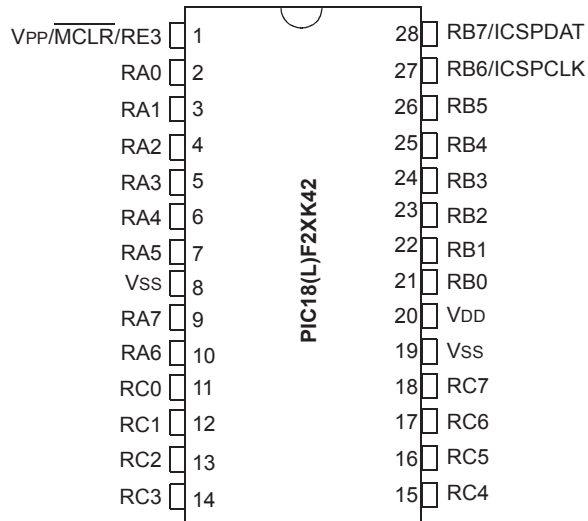 VPP/MCLR/RE3 1 28 RB7/ICSPDAT
RA0 2 27 RB6/ICSPCLK
RA1 3 26 RB5
RA2 4 25 RB4
RA3 5 24 RB3
RA4 6 23 RB2
RA5 7 22 RB1
VSS 8 21 RB0
RA7 9 20 VDD
RA6 10 19 VSS
RC0 11 18 RC7
RC1 12 17 RC6
RC2 13 16 RC5
RC3 14 15 RC4
PIC18(L)F2XK42